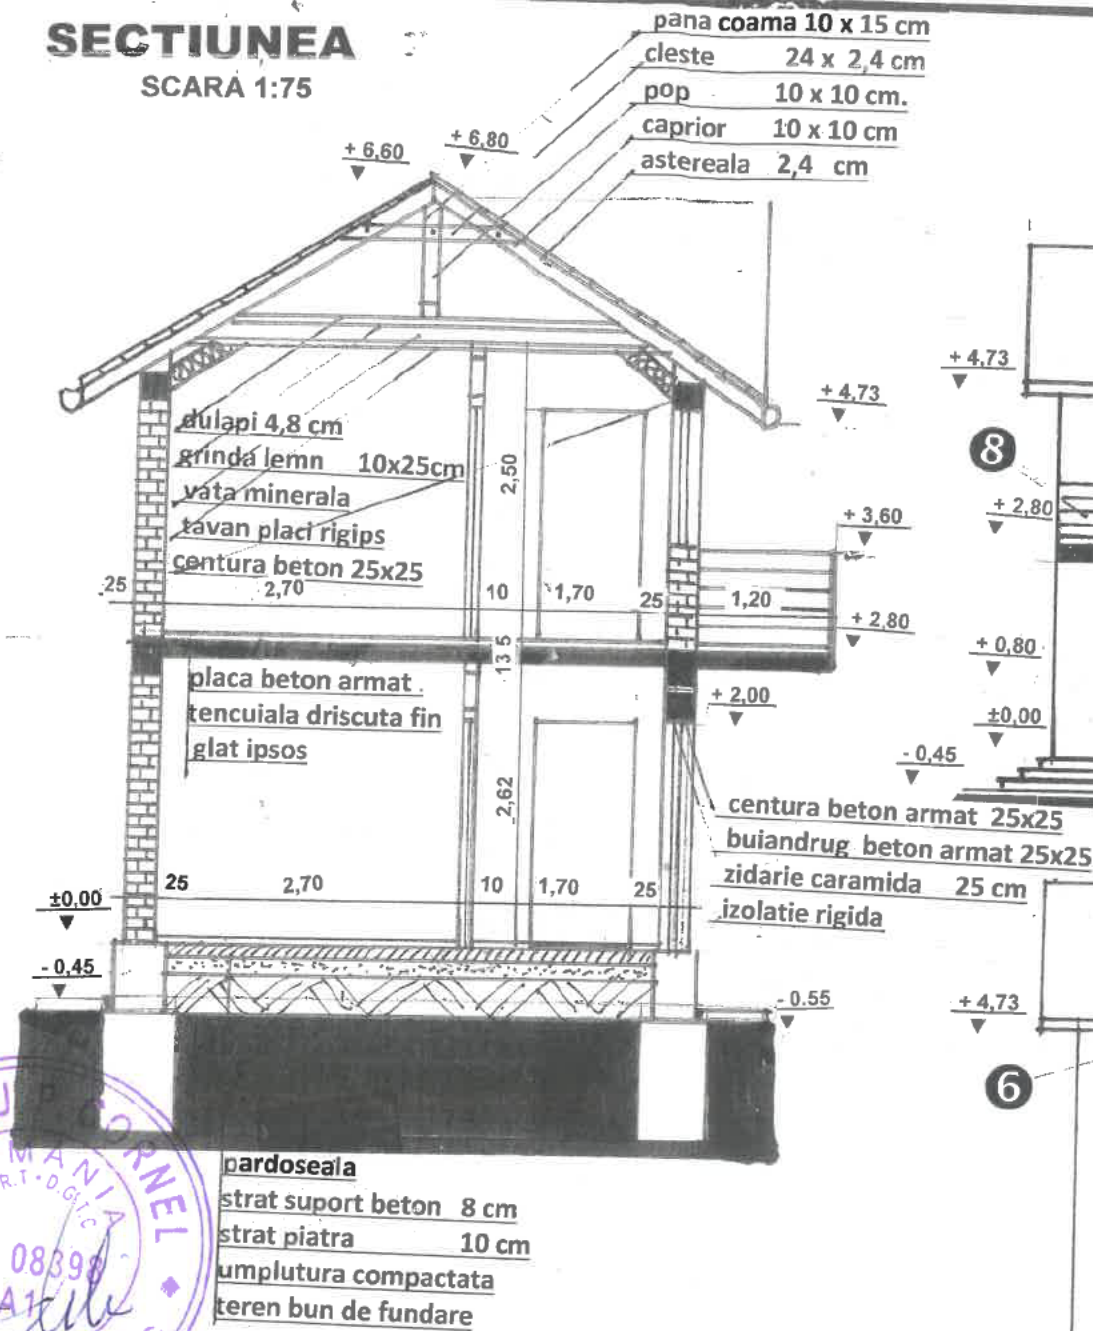 SECTIUNEA
SCARA 1:75
pana coama 10 x 15 cm
cleste 24 x 2,4 cm
pop 10 x 10 cm.
caprior 10 x 10 cm
astereala 2,4 cm
+ 6,60
+ 6,80
+ 4,73
+ 4,73
8
dulapi 4,8 cm
grinda lemn 10x25cm
vata minerala
tavan placi rigips
centura beton 25x25
2,50
+ 3,60
+ 2,80
25
2,70
10
1,70
25
1,20
+ 2,80
13 5
+ 0,80
placa beton armat
tencuiala driscuta fin
glat ipsos
+ 2,00
±0,00
- 0,45
2,62
centura beton armat 25x25
buiandrug beton armat 25x25
zidarie caramida 25 cm
izolatie rigida
25
2,70
10
1,70
25
±0,00
- 0,45
- 0.55
+ 4,73
6
pardoseala
strat suport beton 8 cm
strat piatra 10 cm
umplutura compactata
teren bun de fundare
CORNEL
08398
A1